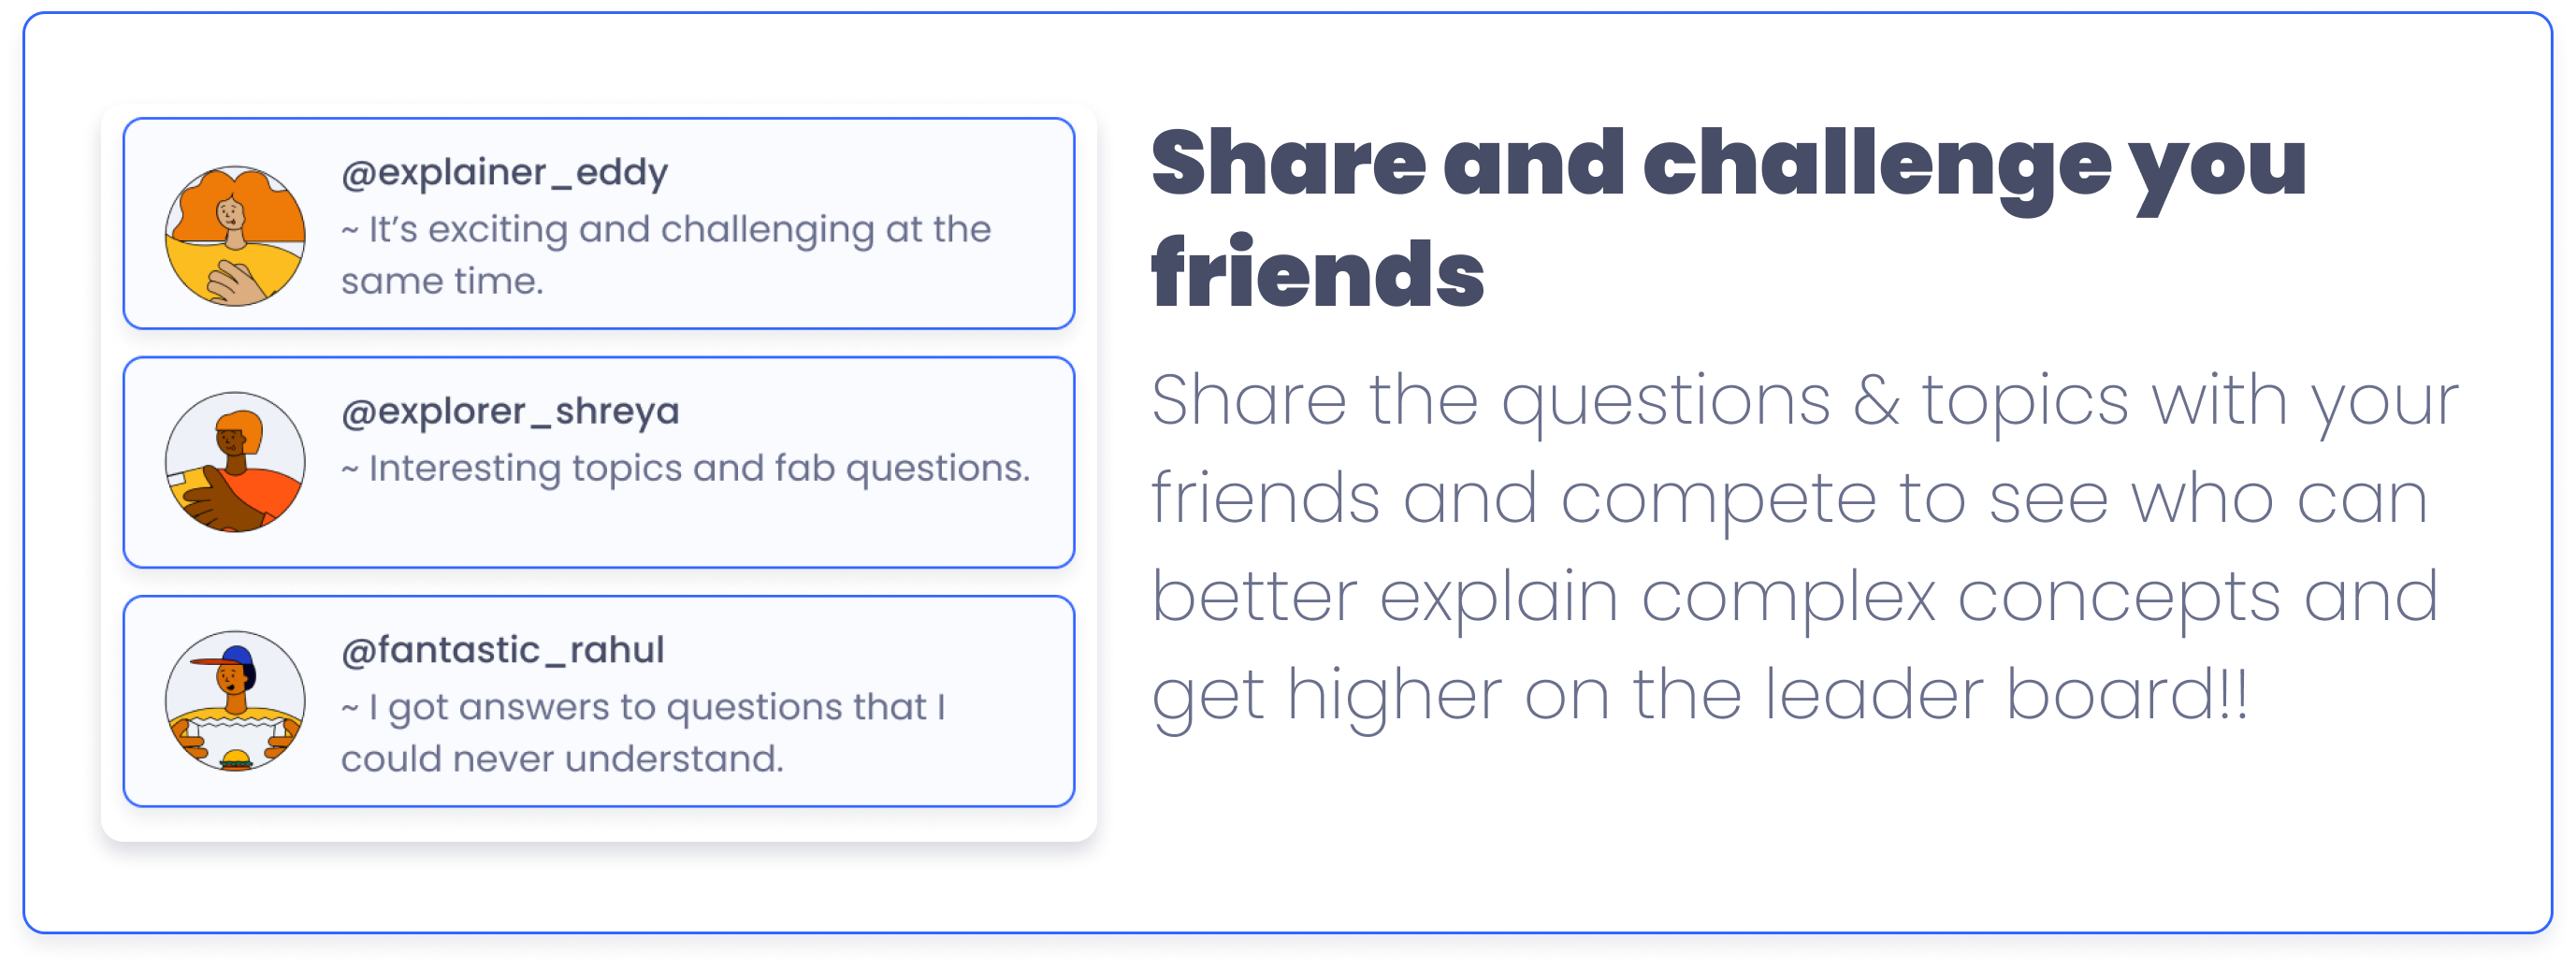 @explainer_eddy
~ It’s exciting and challenging at the
same time.
@explorer_shreya
~ Interesting topics and fab questions.
@fantastic_rahul
~ I got answers to questions that I
could never understand.
Share and challenge you
friends
Share the questions & topics with your
friends and compete to see who can
better explain complex concepts and
get higher on the leader board!!